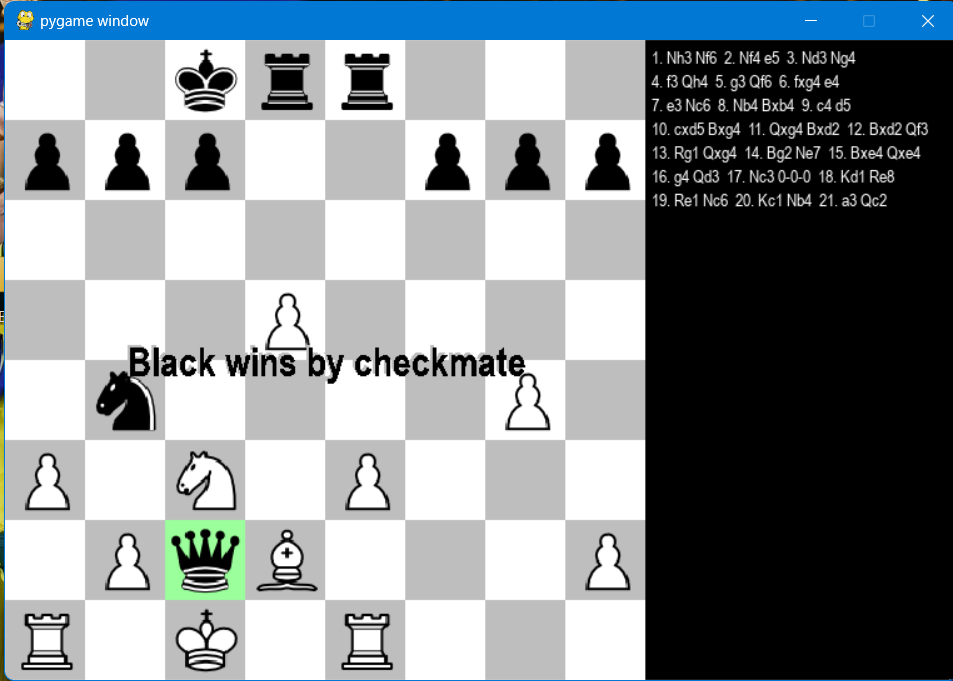 pygame window
1. Nh3 Nf6 2. Nf4 e5 3. Nd3 Ng4
4. f3 Qh4 5. g3 Qf6 6. fxg4 e4
7. e3 Nc6 8. Nb4 Bxb4 9. c4 d5
10. cxd5 Bxg4 11. Qxg4 Bxd2 12. Bxd2 Qf3
13. Rg1 Qxg4 14. Bg2 Ne7 15. Bxe4 Qxe4
16. g4 Qd3 17. Nc3 0-0-0 18. Kd1 Re8
19. Re1 Nc6 20. Kc1 Nb4 21. a3 Qc2
Black wins by checkmate